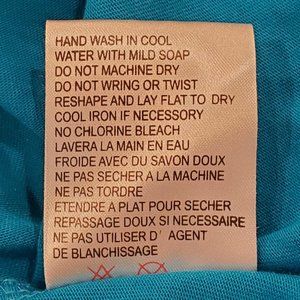 HAND WASH IN COOL
WATER WITH MILD SOAP
DO NOT MACHINE DRY
DO NOT WRING OR TWIST
RESHAPE AND LAY FLAT TO DRY
COOL IRON IF NECESSARY
NO CHLORINE BLEACH
LAVERA LA MAIN EN EAU
FROIDE AVEC DU SAVON DOUX
NE PAS SECHER A LA MACHINE
NE PAS TORDRE
ETENDRE A PLAT POUR SECHER
REPASSAGE DOUX SI NECESSAIRE
NE PAS UTILISER D' AGENT
DE BLANCHISSAGE